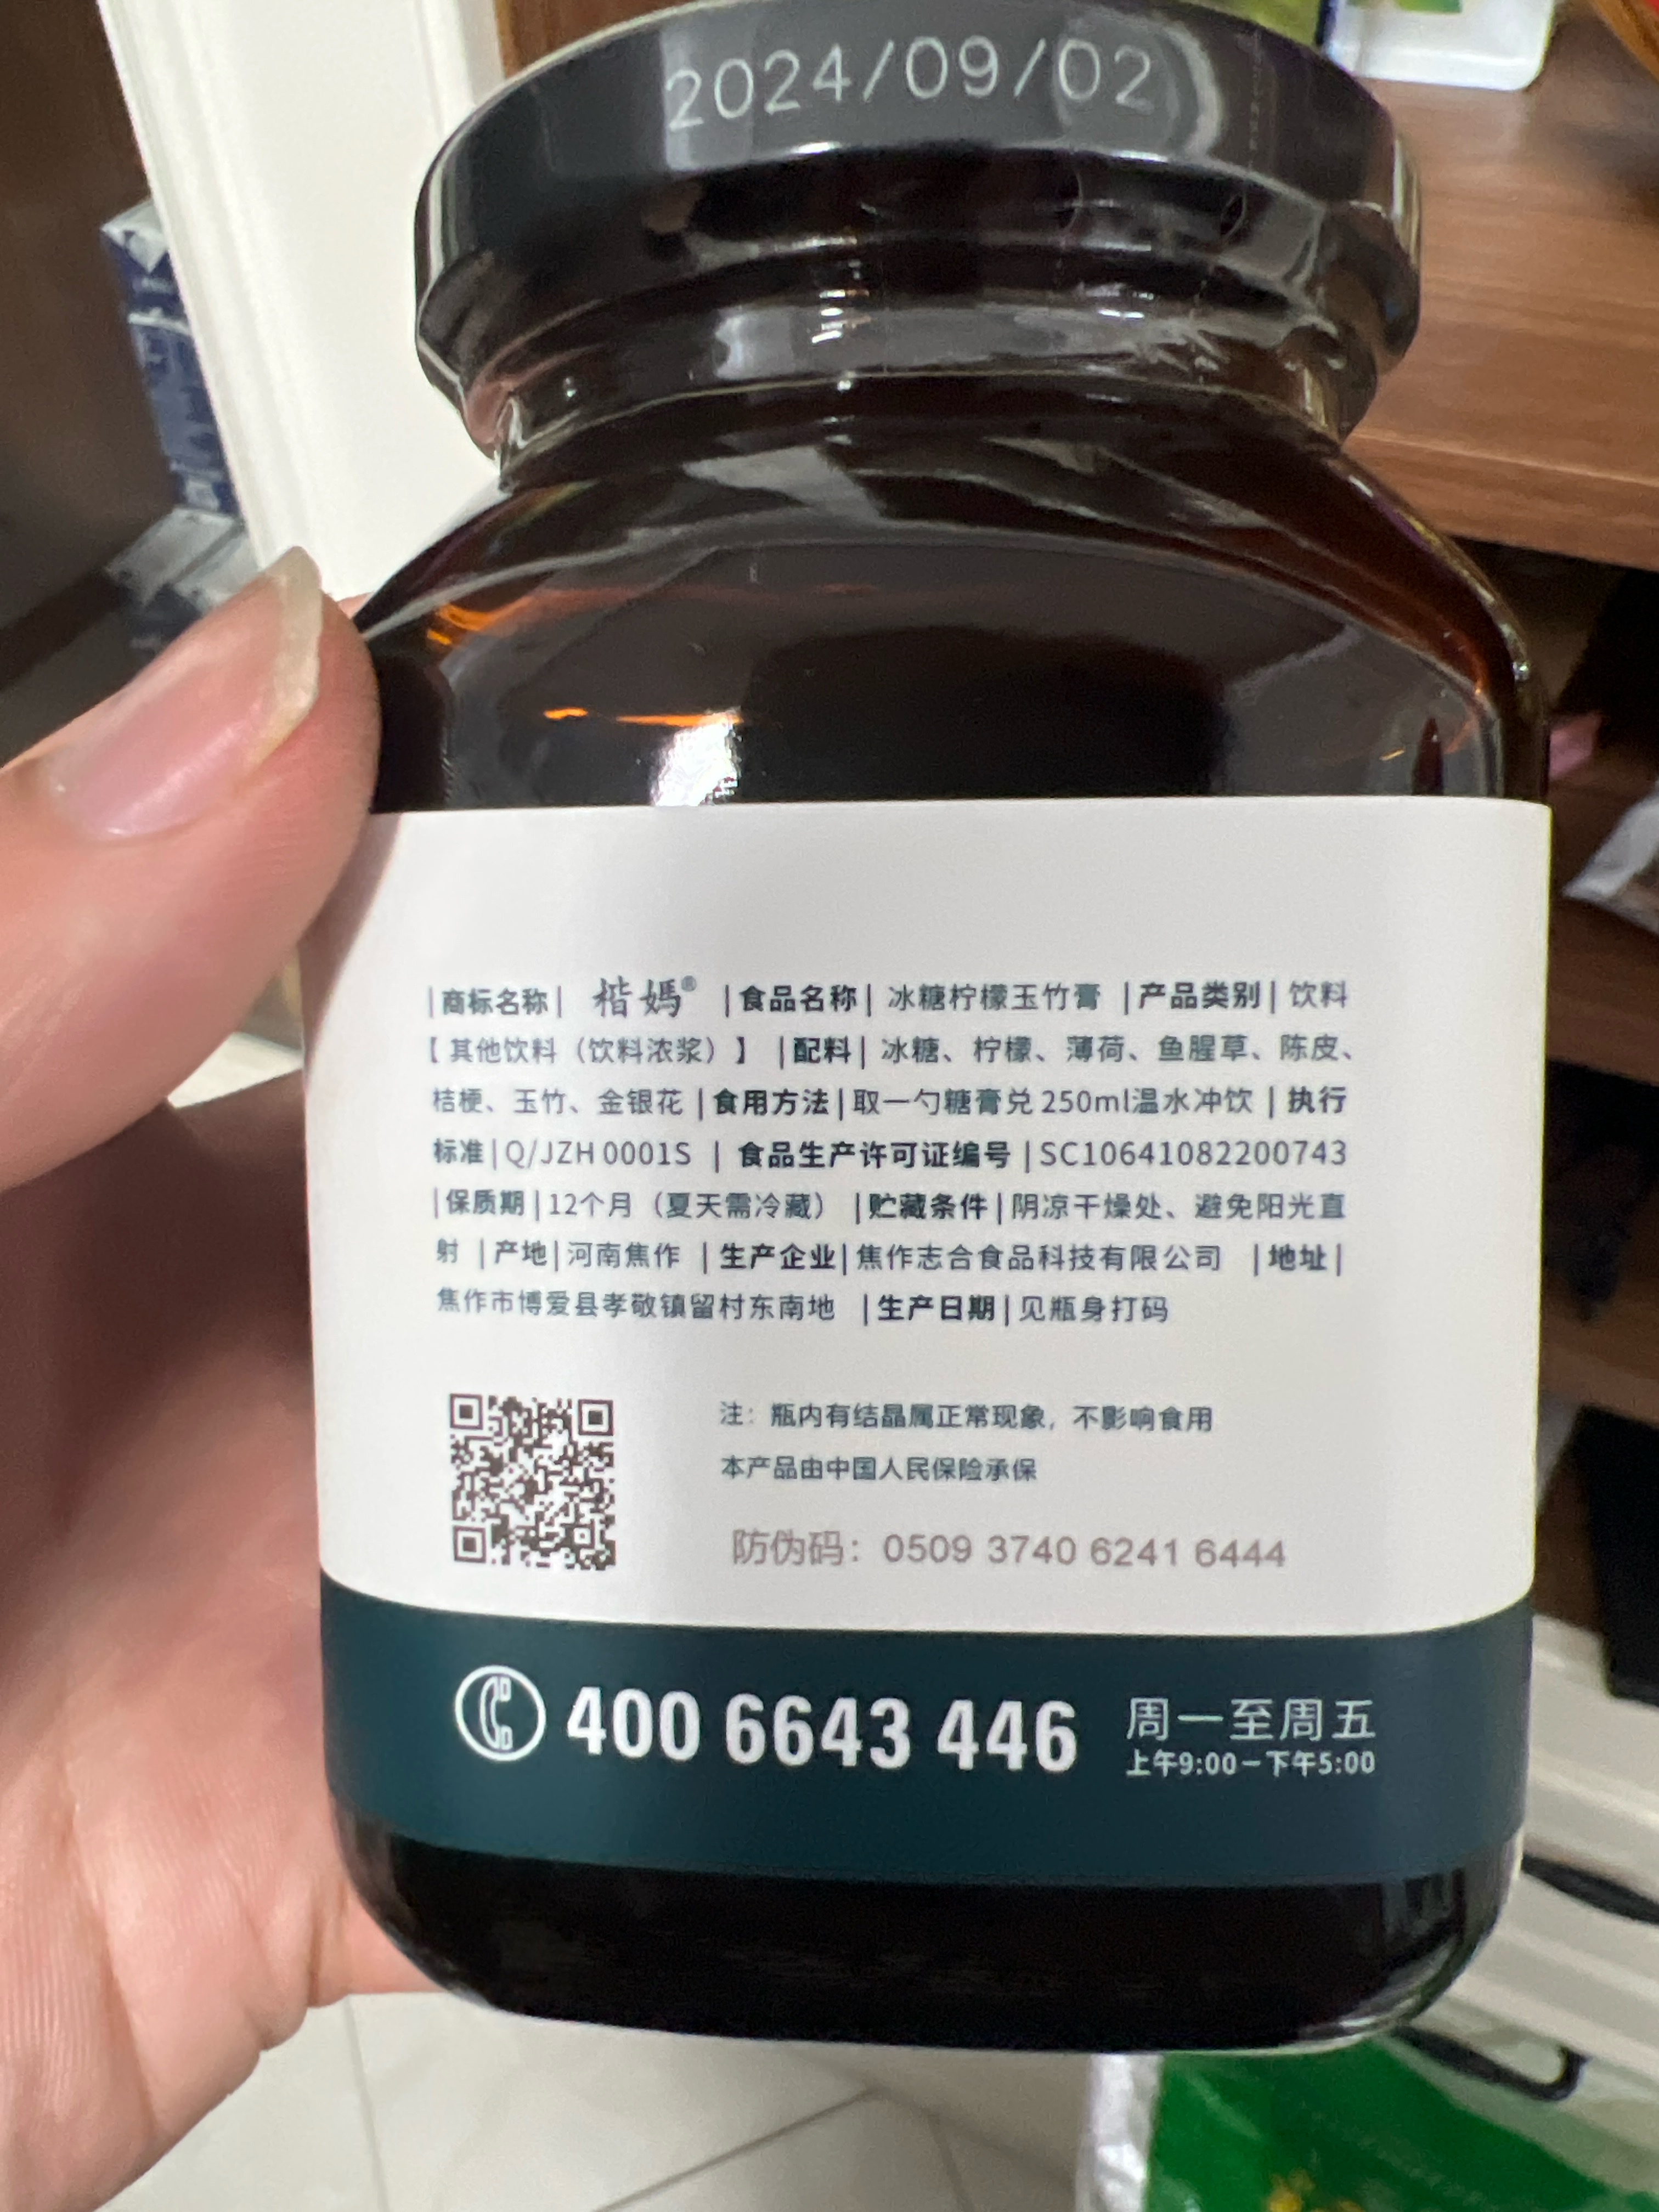 2024/09/02
|商标名称| 楷媽® |食品名称| 冰糖柠檬玉竹膏 |产品类别| 饮料
【其他饮料（饮料浓浆）】 |配料| 冰糖、柠檬、薄荷、鱼腥草、陈皮、
桔梗、玉竹、金银花 |食用方法| 取一勺糖膏兑 250ml温水冲饮 | 执行
标准| Q/JZH 0001S | 食品生产许可证编号 | SC10641082200743
|保质期| 12个月（夏天需冷藏） |贮藏条件| 阴凉干燥处、避免阳光直
射 |产地| 河南焦作 |生产企业| 焦作志合食品科技有限公司 |地址|
焦作市博爱县孝敬镇留村东南地 |生产日期| 见瓶身打码
注：瓶内有结晶属正常现象，不影响食用
本产品由中国人民保险承保
防伪码：0509 3740 6241 6444
400 6643 446
周一至周五
上午9:00－下午5:00